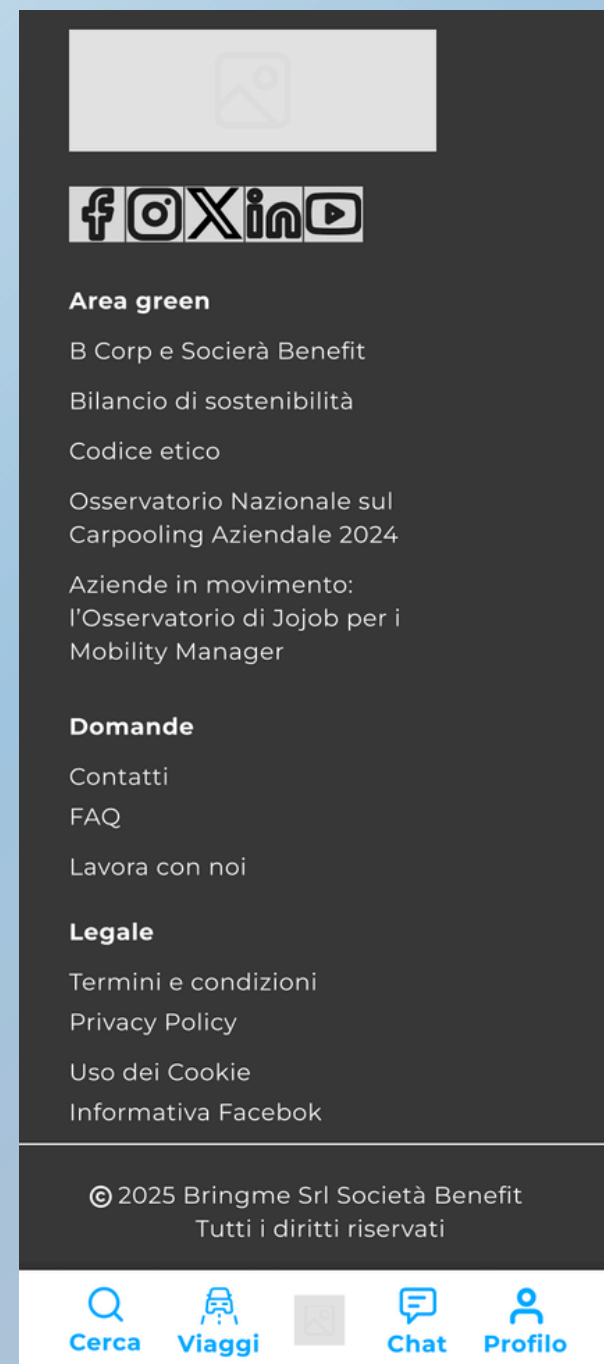 Area green
B Corp e Socierà Benefit
Bilancio di sostenibilità
Codice etico
Osservatorio Nazionale sul
Carpooling Aziendale 2024
Aziende in movimento:
l’Osservatorio di Jojob per i
Mobility Manager
Domande
Contatti
FAQ
Lavora con noi
Legale
Termini e condizioni
Privacy Policy
Uso dei Cookie
Informativa Facebok
© 2025 Bringme Srl Società Benefit
Tutti i diritti riservati
Cerca Viaggi Chat Profilo